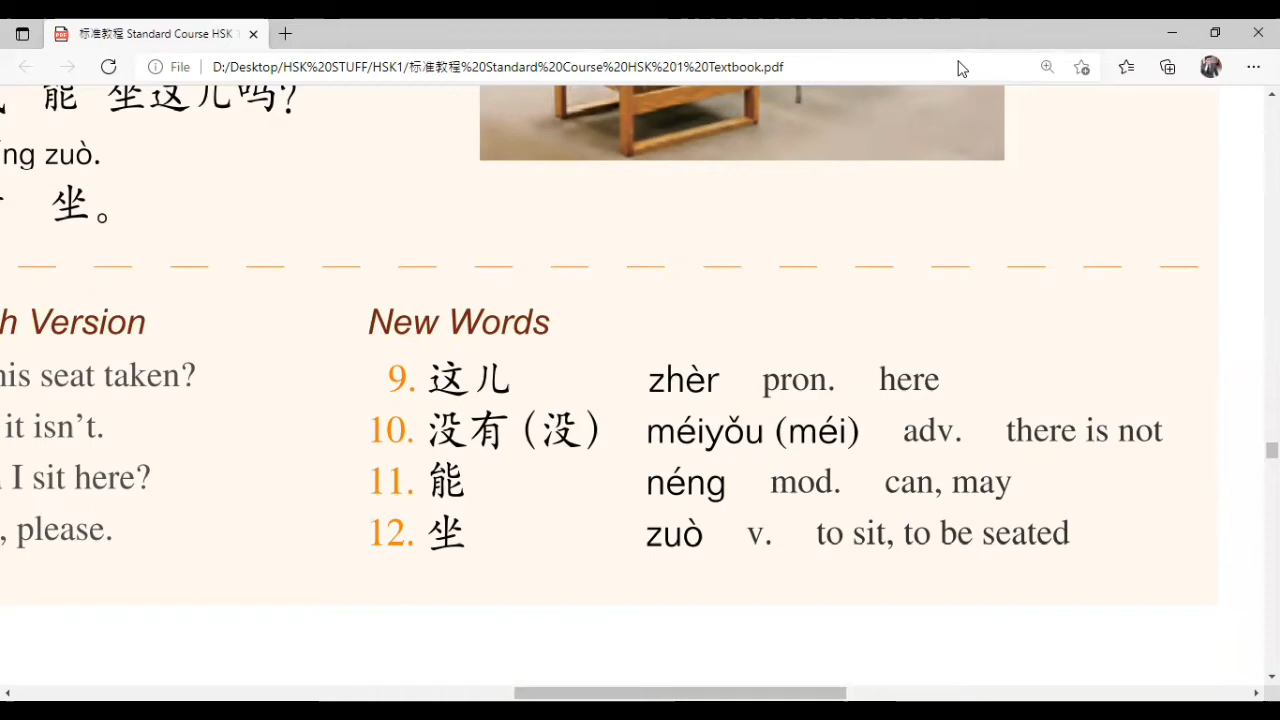 标准教程 Standard Course HSK 1
File D:/Desktop/HSK%20STUFF/HSK1/标准教程%20Standard%20Course%20HSK%201%20Textbook.pdf
能 坐这儿吗?
ng zuò.
坐。
h Version
New Words
his seat taken?
9. 这儿 zhèr pron. here
it isn't.
10. 没有 (没) méiyǒu (méi) adv. there is not
I sit here?
11. 能 néng mod. can, may
, please.
12. 坐 zuò v. to sit, to be seated